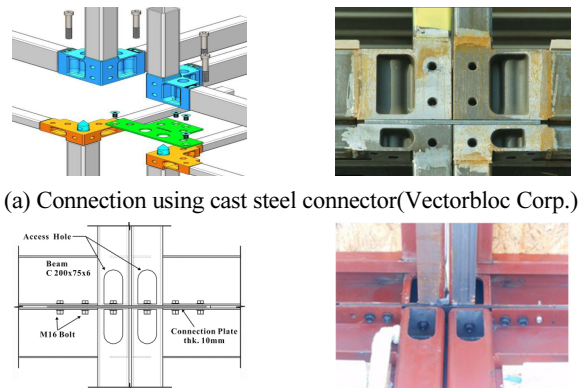 (a) Connection using cast steel connector(Vectorbloc Corp.)
Access Hole
Beam
C 200x75x6
M16 Bolt
Connection Plate
thk. 10mm